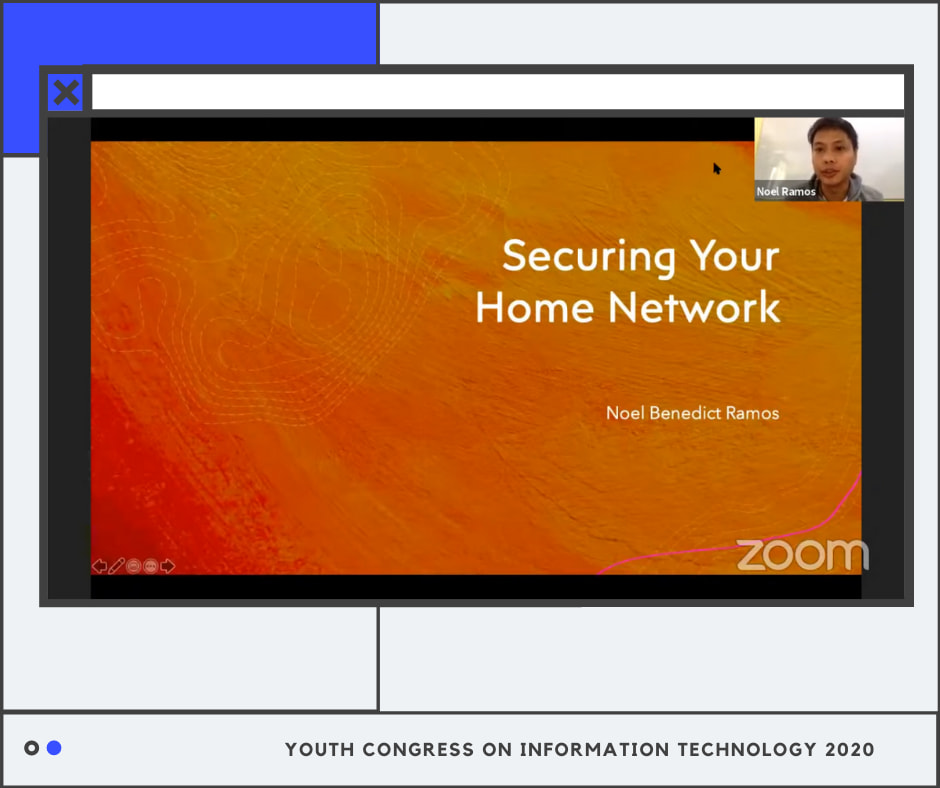 Noel Ramos
Securing Your
Home Network
Noel Benedict Ramos
zoom
YOUTH CONGRESS ON INFORMATION TECHNOLOGY 2020